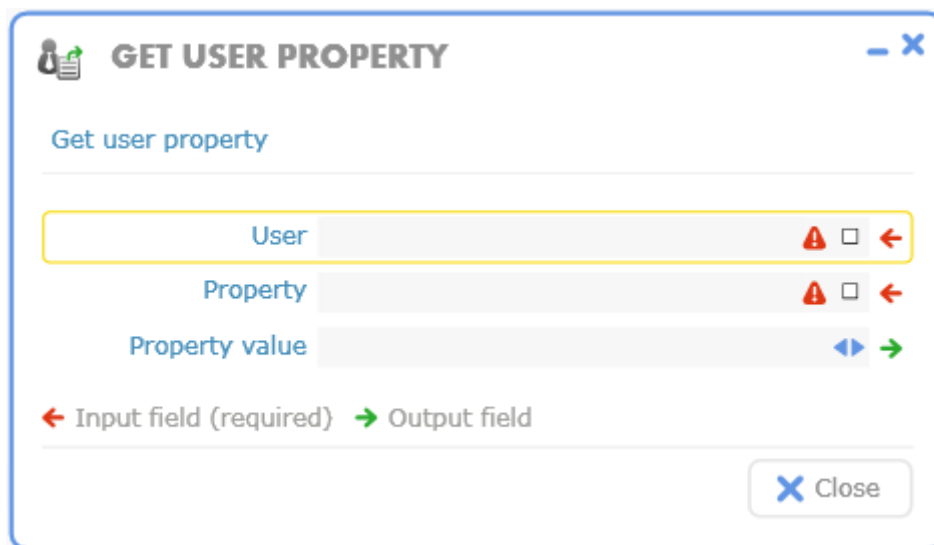 GET USER PROPERTY
Get user property
User
Property
Property value
Input field (required) Output field
Close